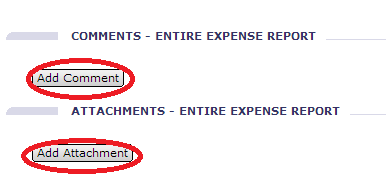 COMMENTS - ENTIRE EXPENSE REPORT
Add Comment
ATTACHMENTS - ENTIRE EXPENSE REPORT
Add Attachment